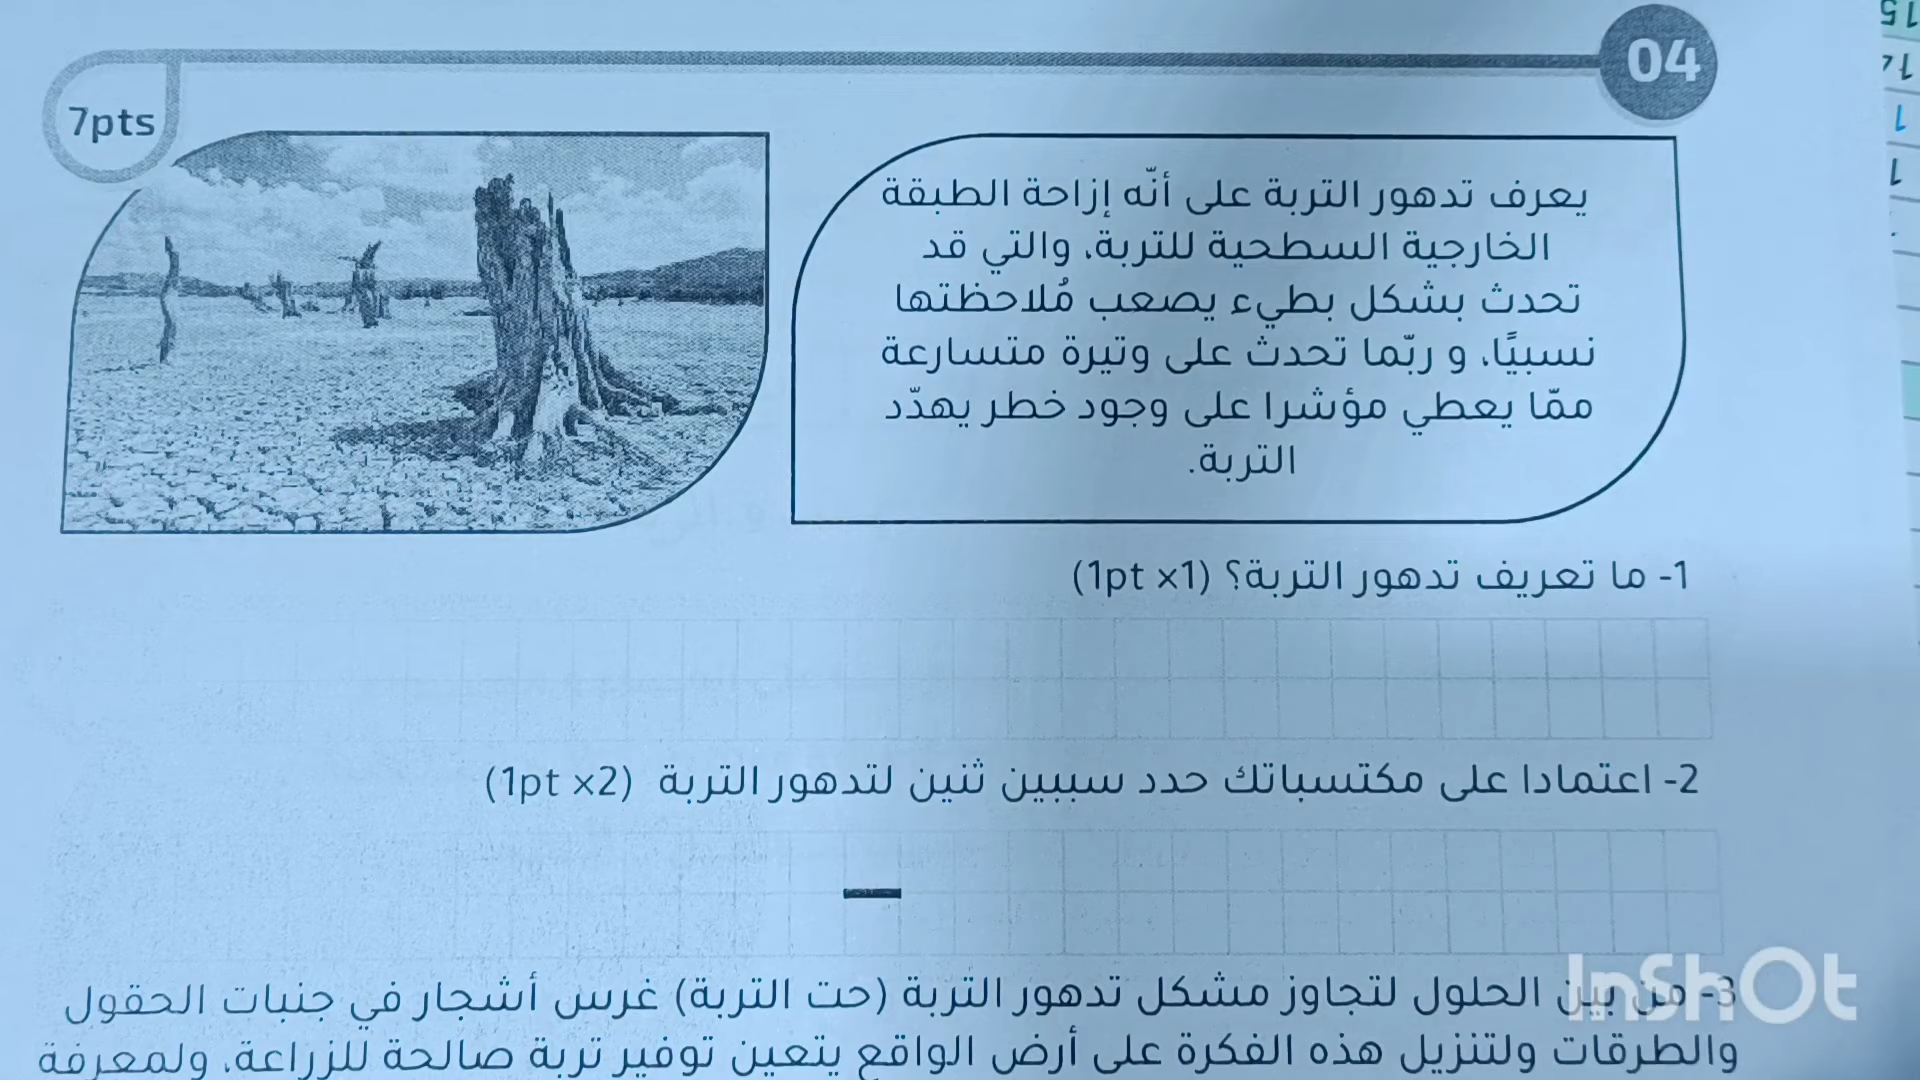 04
7pts
يعرف تدهور التربة على أنّه إزاحة الطبقة
الخارجية السطحية للتربة، والتي قد
تحدث بشكل بطيء يصعب مُلاحظتها
نسبيًا، و ربّما تحدث على وتيرة متسارعة
ممّا يعطي مؤشرا على وجود خطر يهدّد
التربة.
1- ما تعريف تدهور التربة؟ (1pt x1)
2- اعتمادا على مكتسباتك حدد سببين ثنين لتدهور التربة (1pt x2)
3- من بين الحلول لتجاوز مشكل تدهور التربة (حت التربة) غرس أشجار في جنبات الحقول
والطرقات ولتنزيل هذه الفكرة على أرض الواقع يتعين توفير تربة صالحة للزراعة، ولمعرفة
InShOt
15